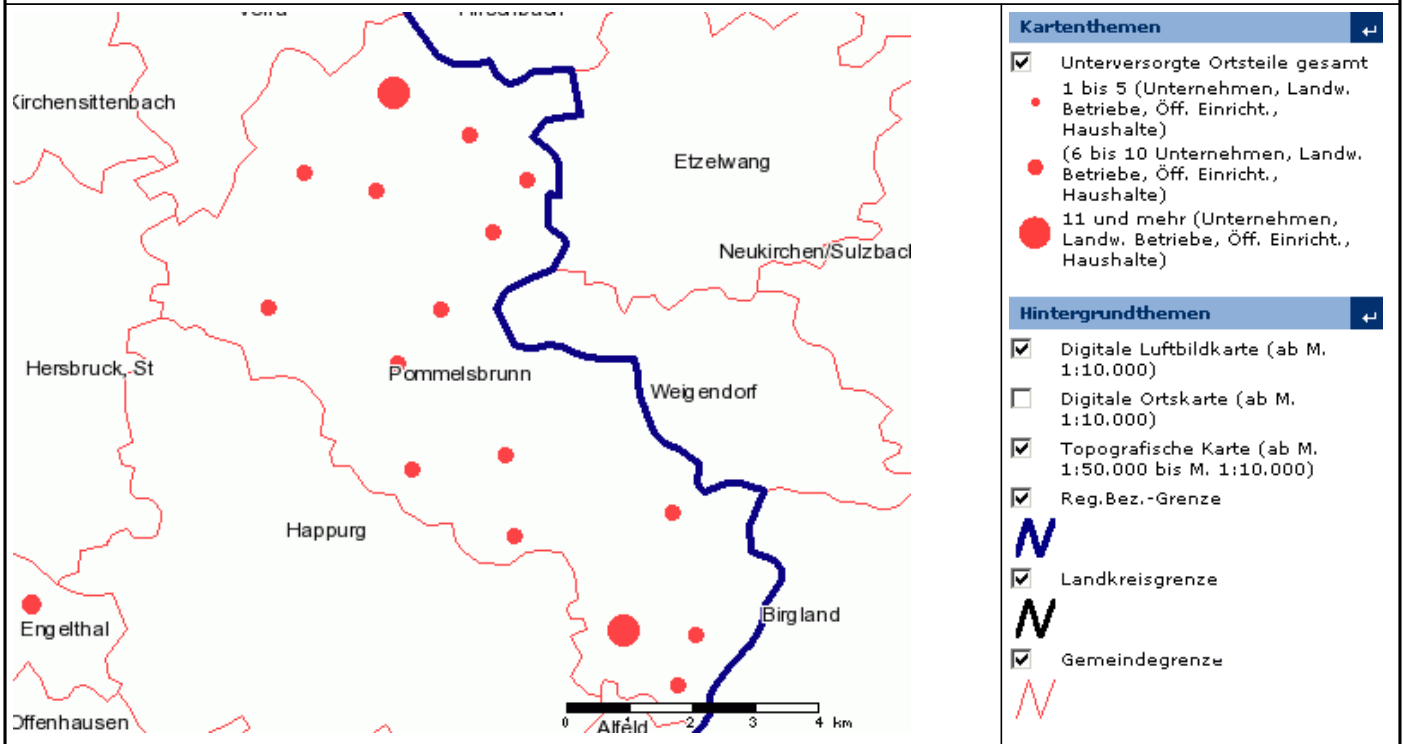 Kirchensittenbach
Etzelwang
Neukirchen/Sulzbac
Hersbruck, St
Pommelsbrunn
Weigendorf
Happurg
Engelthal
Birgland
Offenhausen
Alfeld
0 1 2 3 4 km
Kartenthemen
Unterversorgte Ortsteile gesamt
1 bis 5 (Unternehmen, Landw.
Betriebe, Öff. Einricht.,
Haushalte)
(6 bis 10 Unternehmen, Landw.
Betriebe, Öff. Einricht.,
Haushalte)
11 und mehr (Unternehmen,
Landw. Betriebe, Öff. Einricht.,
Haushalte)
Hintergrundthemen
Digitale Luftbildkarte (ab M.
1:10.000)
Digitale Ortskarte (ab M.
1:10.000)
Topografische Karte (ab M.
1:50.000 bis M. 1:10.000)
Reg.Bez.-Grenze
Landkreisgrenze
Gemeindegrenze